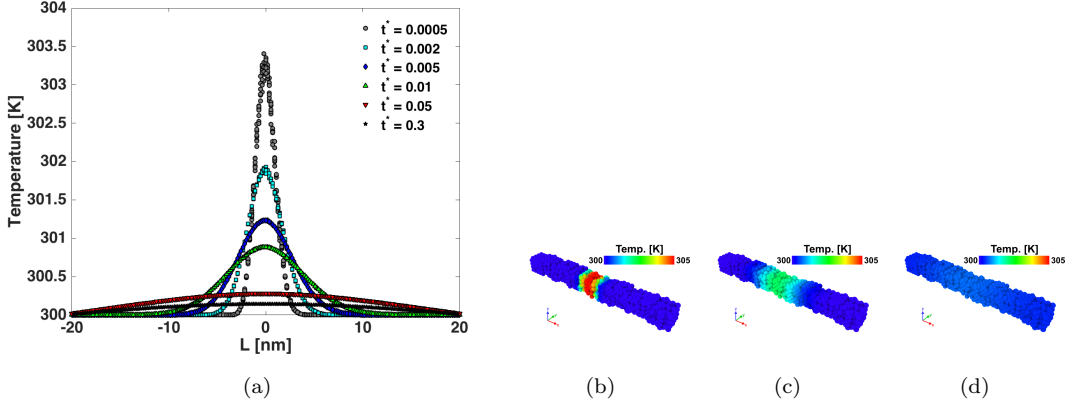 304
303.5
303
302.5
302
301.5
301
300.5
300
Temperature [K]
-20 -10 0 10 20
L [nm]
t* = 0.0005
t* = 0.002
t* = 0.005
t* = 0.01
t* = 0.05
t* = 0.3
(a)
Temp. [K]
300 305
(b)
Temp. [K]
300 305
(c)
Temp. [K]
300 305
(d)